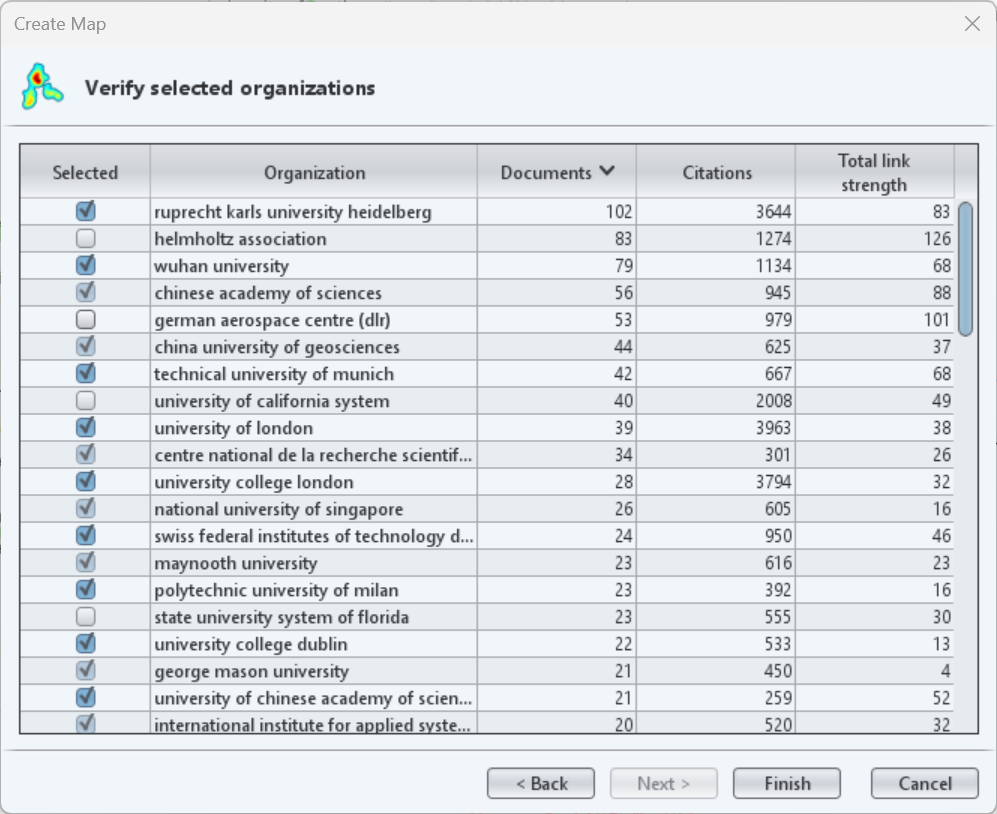 Create Map
Verify selected organizations
Selected Organization Documents Citations Total link
strength
ruprecht karls university heidelberg 102 3644 83
helmholtz association 83 1274 126
wuhan university 79 1134 68
chinese academy of sciences 56 945 88
german aerospace centre (dlr) 53 979 101
china university of geosciences 44 625 37
technical university of munich 42 667 68
university of california system 40 2008 49
university of london 39 3963 38
centre national de la recherche scientif... 34 301 26
university college london 28 3794 32
national university of singapore 26 605 16
swiss federal institutes of technology d... 24 950 46
maynooth university 23 616 23
polytechnic university of milan 23 392 16
state university system of florida 23 555 30
university college dublin 22 533 13
george mason university 21 450 4
university of chinese academy of scien... 21 259 52
international institute for applied syste... 20 520 32
< Back Next > Finish Cancel